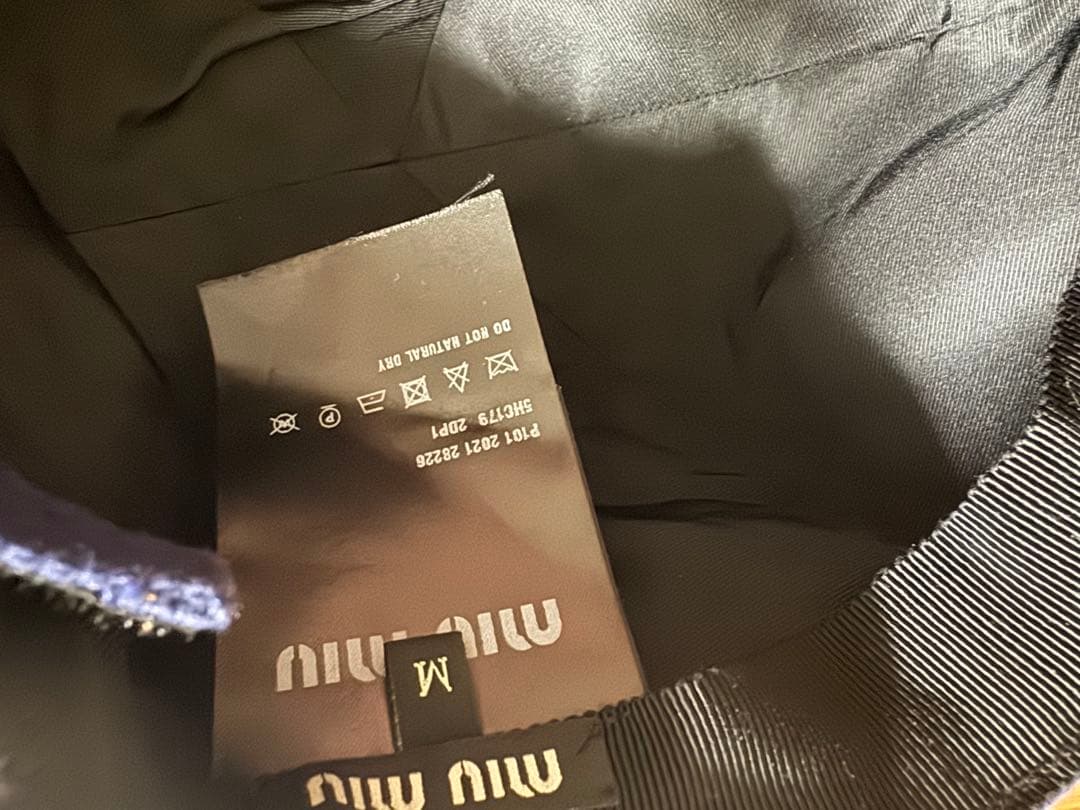 miu miu
M
miu miu
P101 2021 28226
5HC179 2DP1
P
DO NOT NATURAL DRY